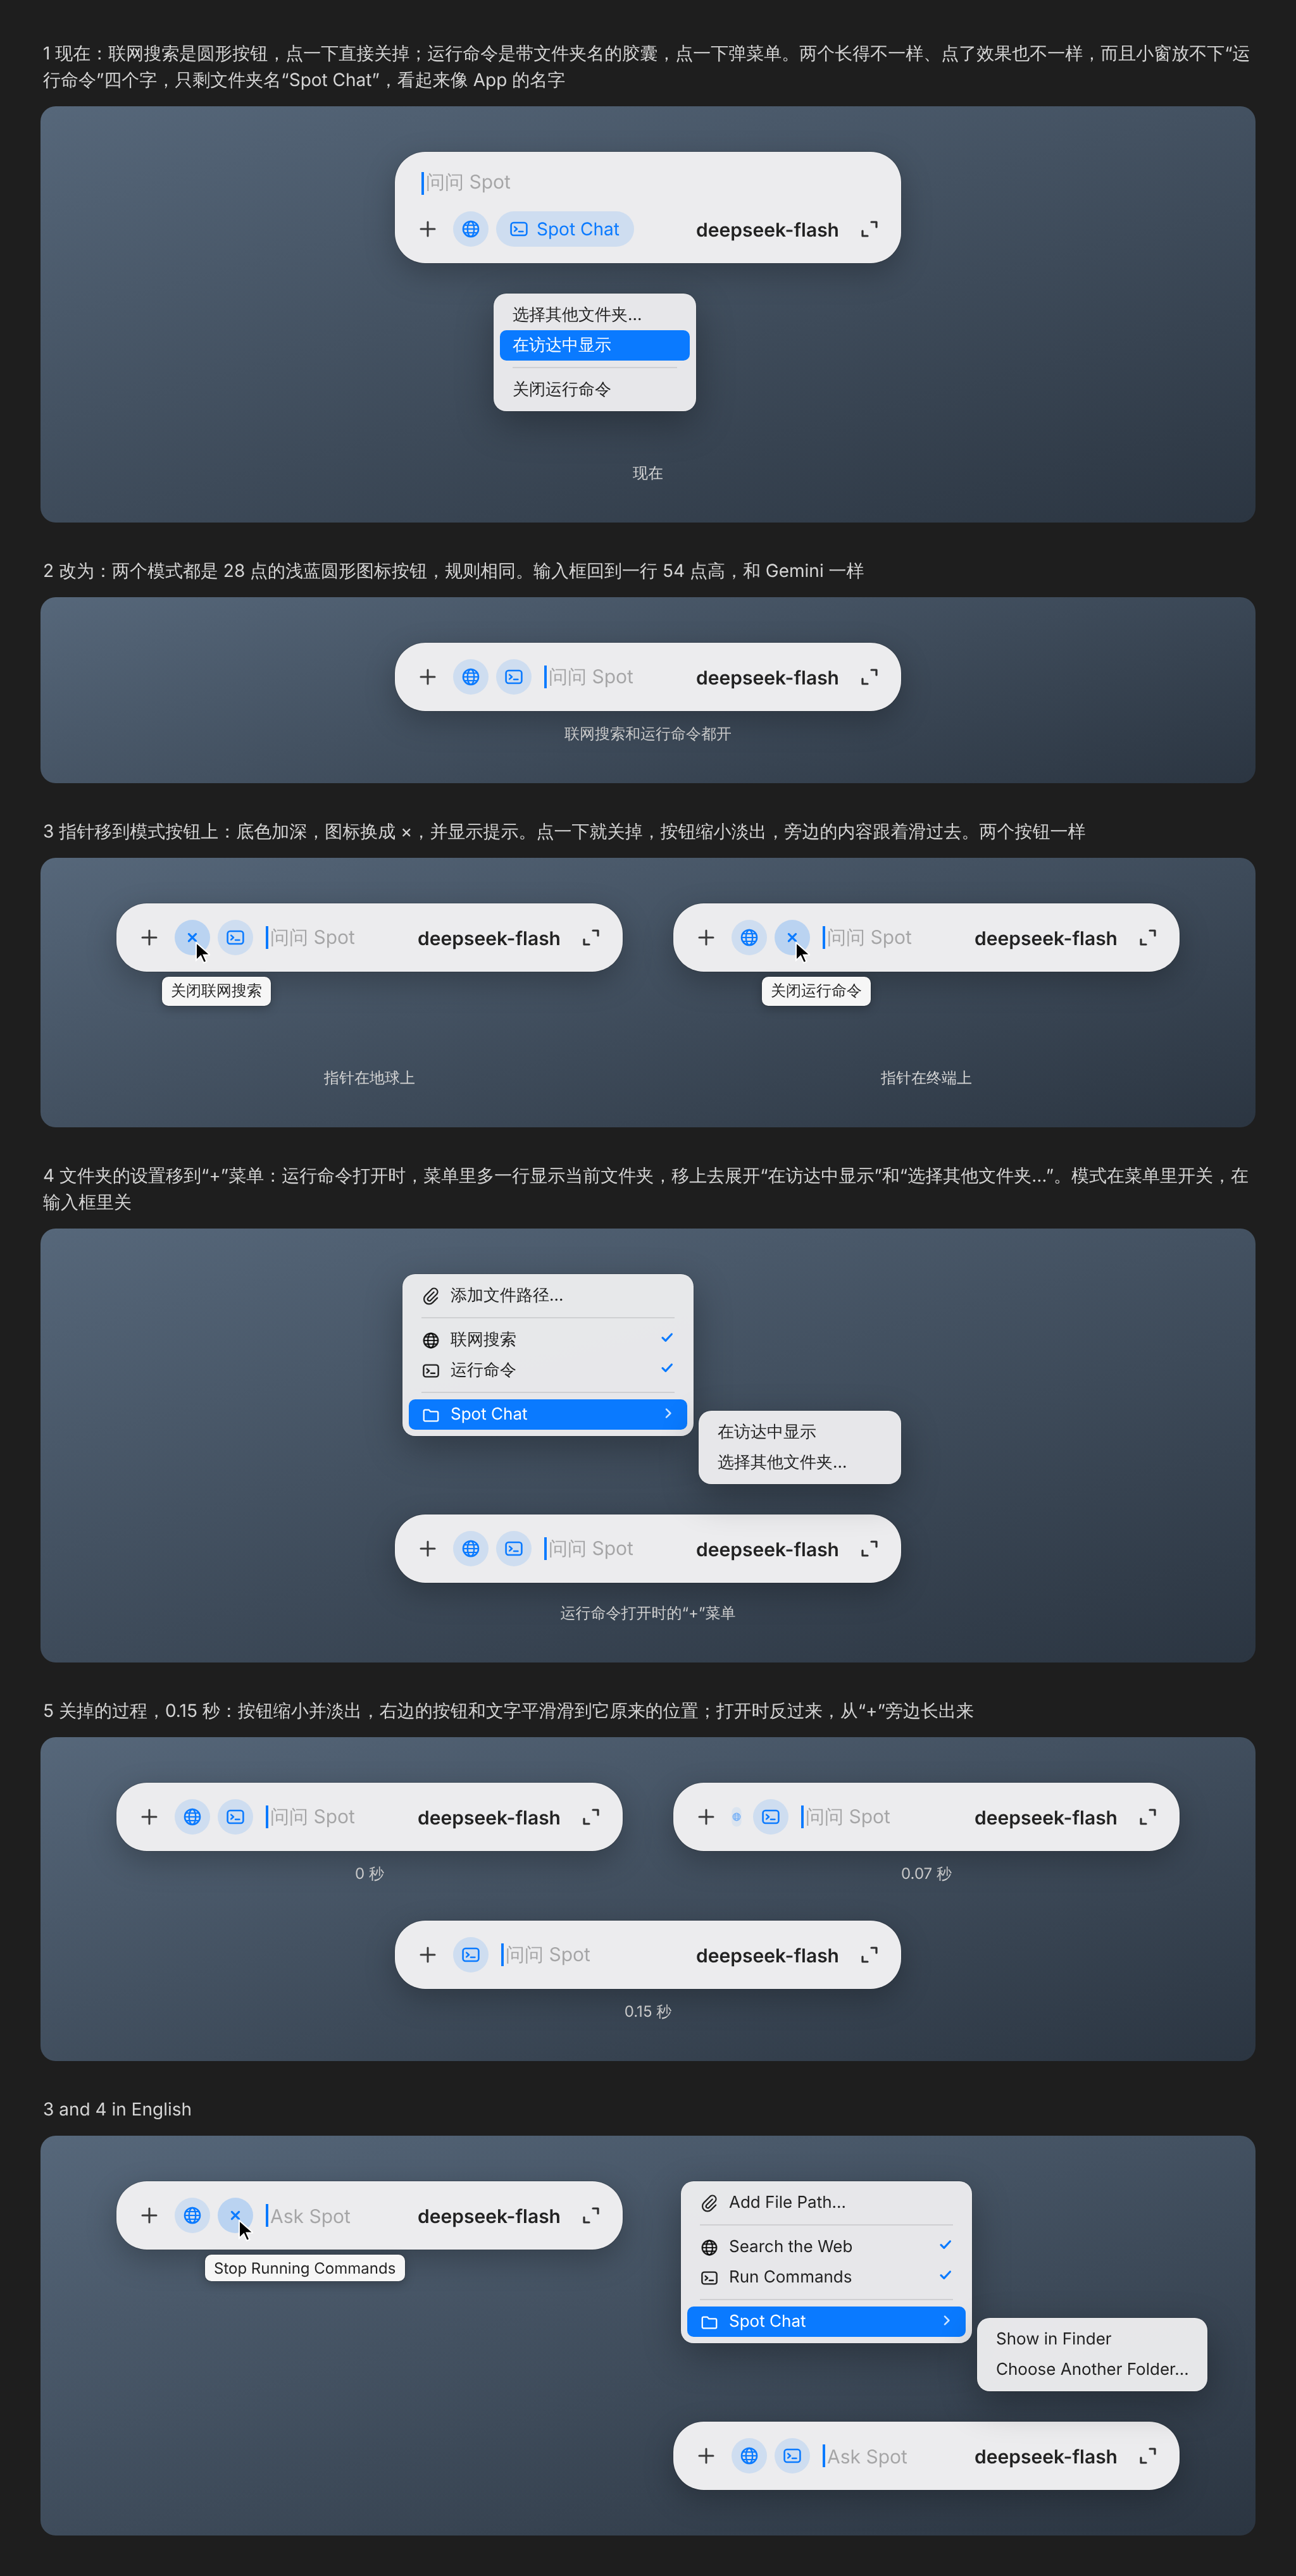 1 现在：联网搜索是圆形按钮，点一下直接关掉；运行命令是带文件夹名的胶囊，点一下弹菜单。两个长得不一样、点了效果也不一样，而且小窗放不下“运
行命令”四个字，只剩文件夹名“Spot Chat”，看起来像 App 的名字
问问 Spot
Spot Chat
deepseek-flash
选择其他文件夹…
在访达中显示
关闭运行命令
现在
2 改为：两个模式都是 28 点的浅蓝圆形图标按钮，规则相同。输入框回到一行 54 点高，和 Gemini 一样
问问 Spot
deepseek-flash
联网搜索和运行命令都开
3 指针移到模式按钮上：底色加深，图标换成 ×，并显示提示。点一下就关掉，按钮缩小淡出，旁边的内容跟着滑过去。两个按钮一样
问问 Spot
deepseek-flash
问问 Spot
deepseek-flash
关闭联网搜索
关闭运行命令
指针在地球上
指针在终端上
4 文件夹的设置移到“+”菜单：运行命令打开时，菜单里多一行显示当前文件夹，移上去展开“在访达中显示”和“选择其他文件夹…”。模式在菜单里开关，在
输入框里关
添加文件路径…
联网搜索
运行命令
Spot Chat
在访达中显示
选择其他文件夹…
问问 Spot
deepseek-flash
运行命令打开时的“+”菜单
5 关掉的过程，0.15 秒：按钮缩小并淡出，右边的按钮和文字平滑滑到它原来的位置；打开时反过来，从“+”旁边长出来
问问 Spot
deepseek-flash
问问 Spot
deepseek-flash
0 秒
0.07 秒
问问 Spot
deepseek-flash
0.15 秒
3 and 4 in English
Ask Spot
deepseek-flash
Stop Running Commands
Add File Path…
Search the Web
Run Commands
Spot Chat
Show in Finder
Choose Another Folder…
Ask Spot
deepseek-flash